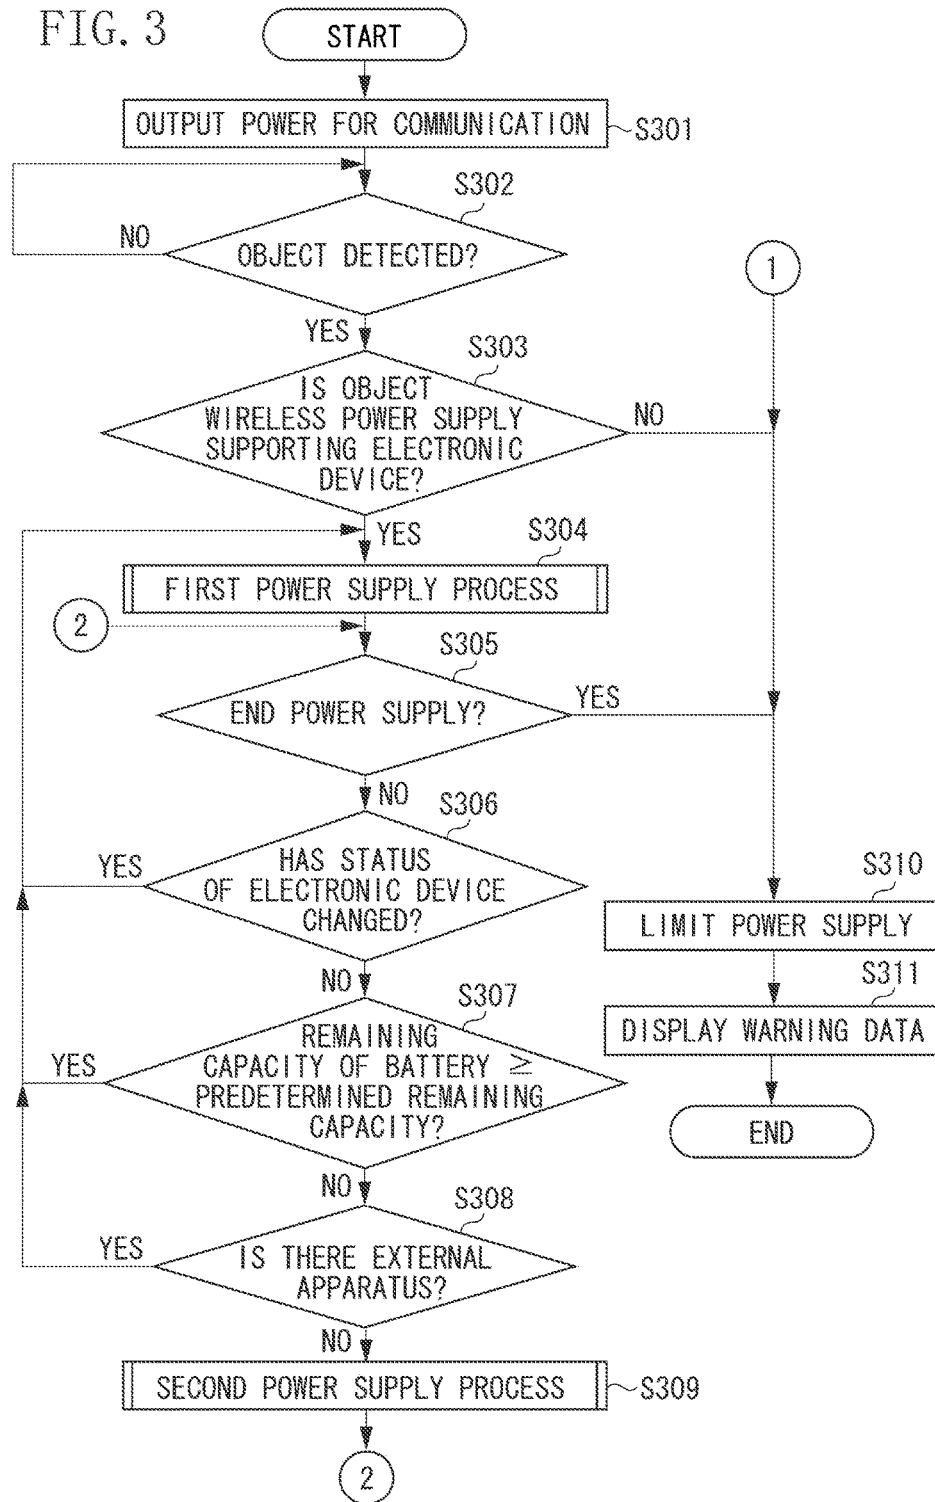 FIG. 3
START
OUTPUT POWER FOR COMMUNICATION
S301
S302
NO
OBJECT DETECTED?
1
YES
S303
IS OBJECT
WIRELESS POWER SUPPLY
SUPPORTING ELECTRONIC
DEVICE?
NO
YES
S304
FIRST POWER SUPPLY PROCESS
2
S305
END POWER SUPPLY?
YES
NO
S306
YES
HAS STATUS
OF ELECTRONIC DEVICE
CHANGED?
S310
LIMIT POWER SUPPLY
NO
S307
S311
REMAINING
CAPACITY OF BATTERY ≥
PREDETERMINED REMAINING
CAPACITY?
YES
DISPLAY WARNING DATA
END
NO
S308
YES
IS THERE EXTERNAL
APPARATUS?
NO
SECOND POWER SUPPLY PROCESS
S309
2